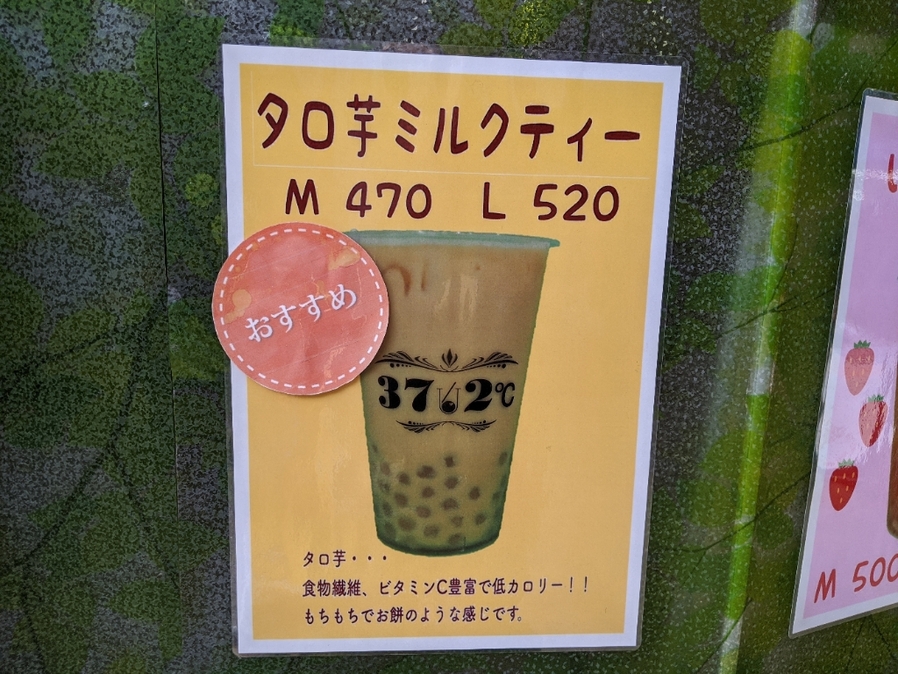 タロ芋ミルクティー
M 470 L 520
おすすめ
37 2℃
タロ芋・・・
食物繊維、ビタミンC豊富で低カロリー!!
もちもちでお餅のような感じです。
M 500